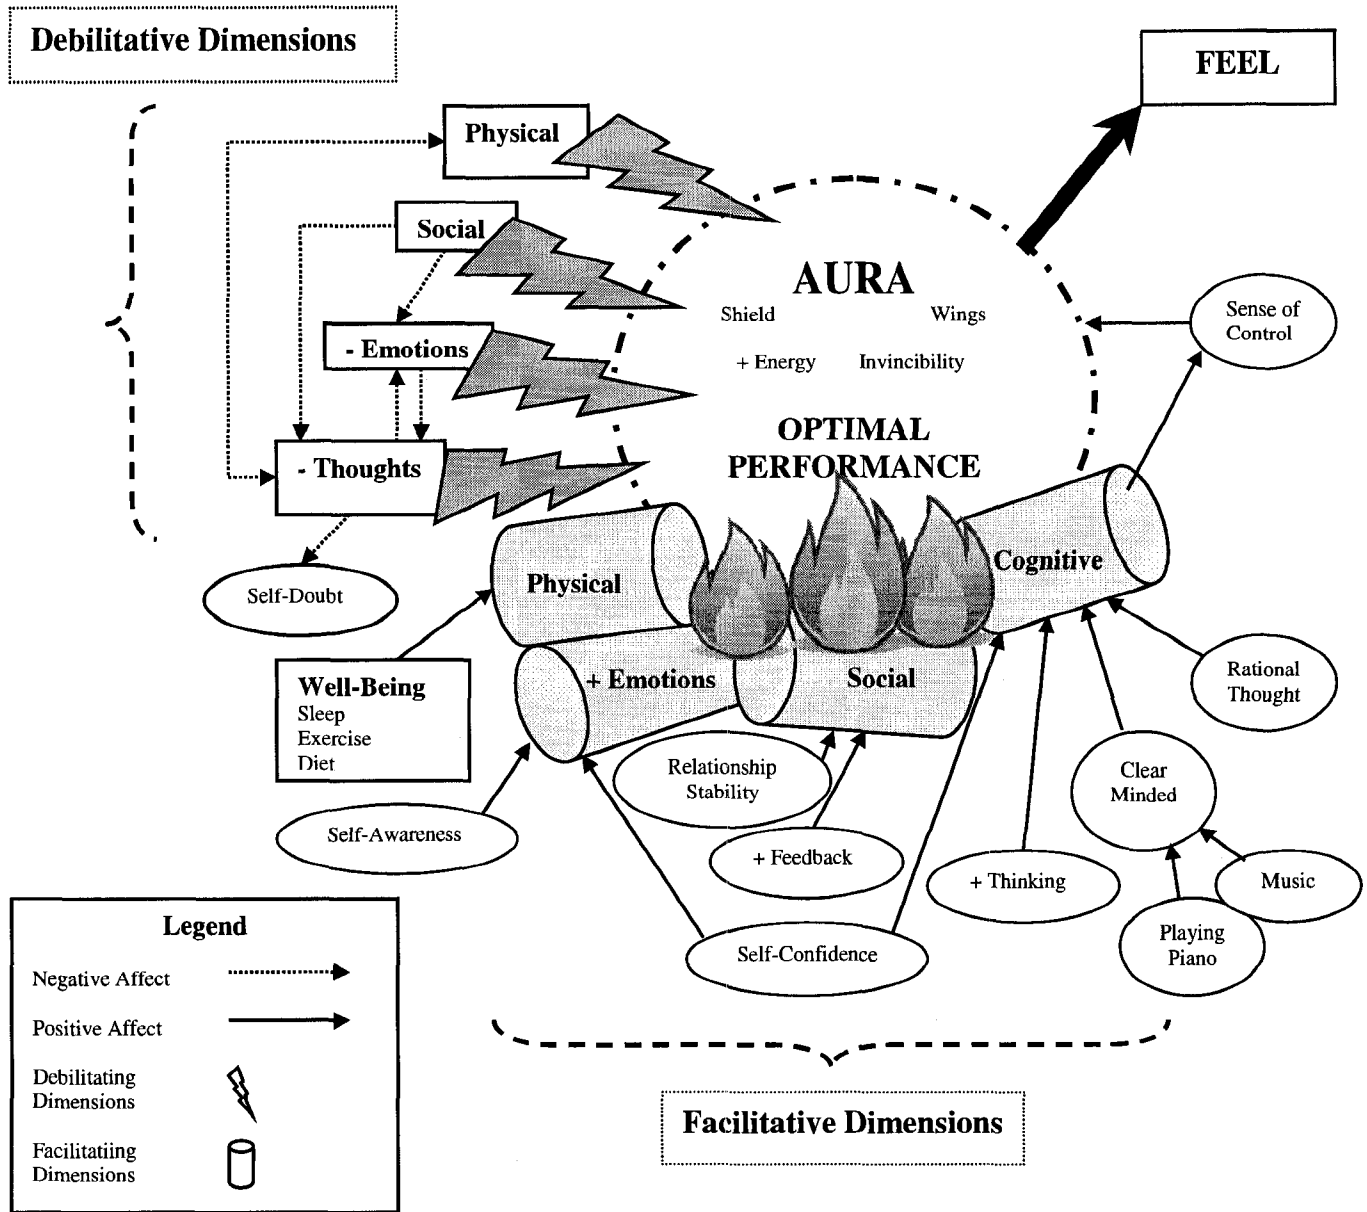 Debilitative Dimensions
FEEL
Physical
Social
- Emotions
- Thoughts
Self-Doubt
AURA
Shield
Wings
+ Energy
Invincibility
OPTIMAL
PERFORMANCE
Sense of
Control
Physical
Cognitive
+ Emotions
Social
Well-Being
Sleep
Exercise
Diet
Self-Awareness
Relationship
Stability
+ Feedback
Self-Confidence
+ Thinking
Clear
Minded
Rational
Thought
Music
Playing
Piano
Legend
Negative Affect
Positive Affect
Debilitating
Dimensions
Facilitatiing
Dimensions
Facilitative Dimensions